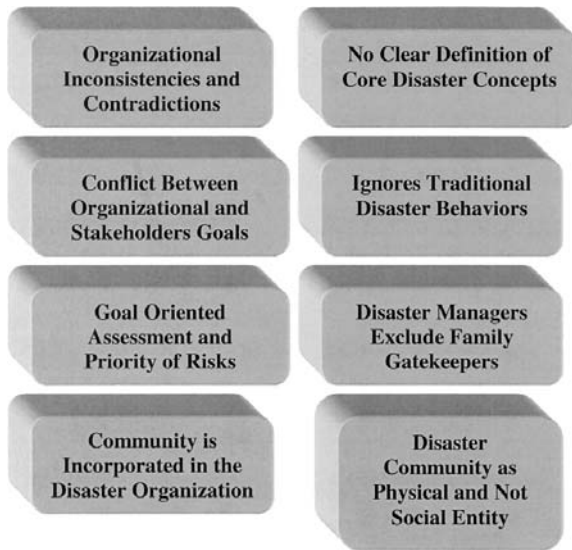 Organizational
Inconsistencies and
Contradictions
No Clear Definition of
Core Disaster Concepts
Conflict Between
Organizational and
Stakeholders Goals
Ignores Traditional
Disaster Behaviors
Goal Oriented
Assessment and
Priority of Risks
Disaster Managers
Exclude Family
Gatekeepers
Community is
Incorporated in the
Disaster Organization
Disaster
Community as
Physical and Not
Social Entity